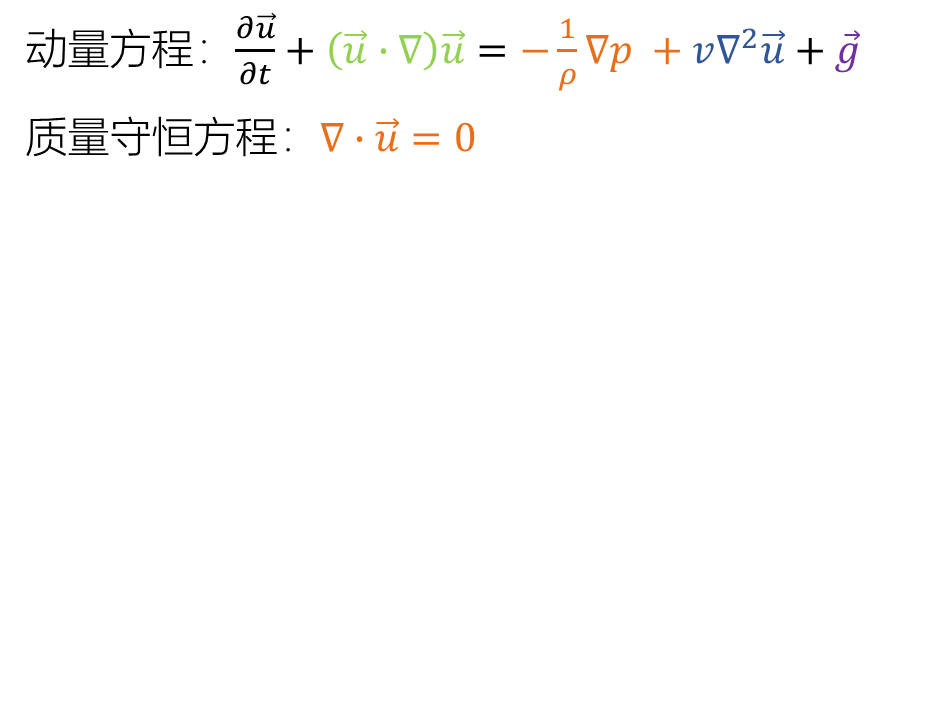 动量方程：∂u⃗/∂t + (u⃗ · ∇)u⃗ = −1/ρ ∇p + ν∇²u⃗ + g⃗
质量守恒方程：∇ · u⃗ = 0